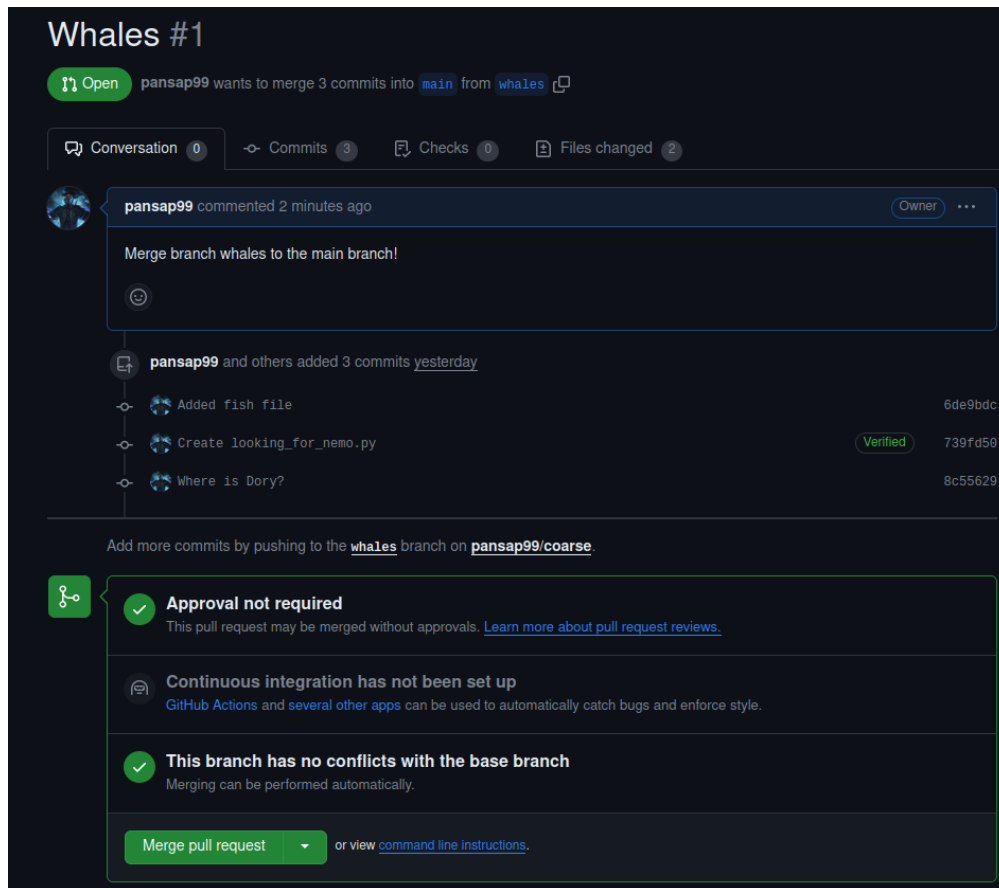 Whales #1
Open pansap99 wants to merge 3 commits into main from whales
Conversation 0 Commits 3 Checks 0 Files changed 2
pansap99 commented 2 minutes ago Owner ...
Merge branch whales to the main branch!
pansap99 and others added 3 commits yesterday
Added fish file 6de9bdc
Create looking_for_nemo.py Verified 739fd50
Where is Dory? 8c55629
Add more commits by pushing to the whales branch on pansap99/coarse.
Approval not required
This pull request may be merged without approvals. Learn more about pull request reviews.
Continuous integration has not been set up
GitHub Actions and several other apps can be used to automatically catch bugs and enforce style.
This branch has no conflicts with the base branch
Merging can be performed automatically.
Merge pull request or view command line instructions.